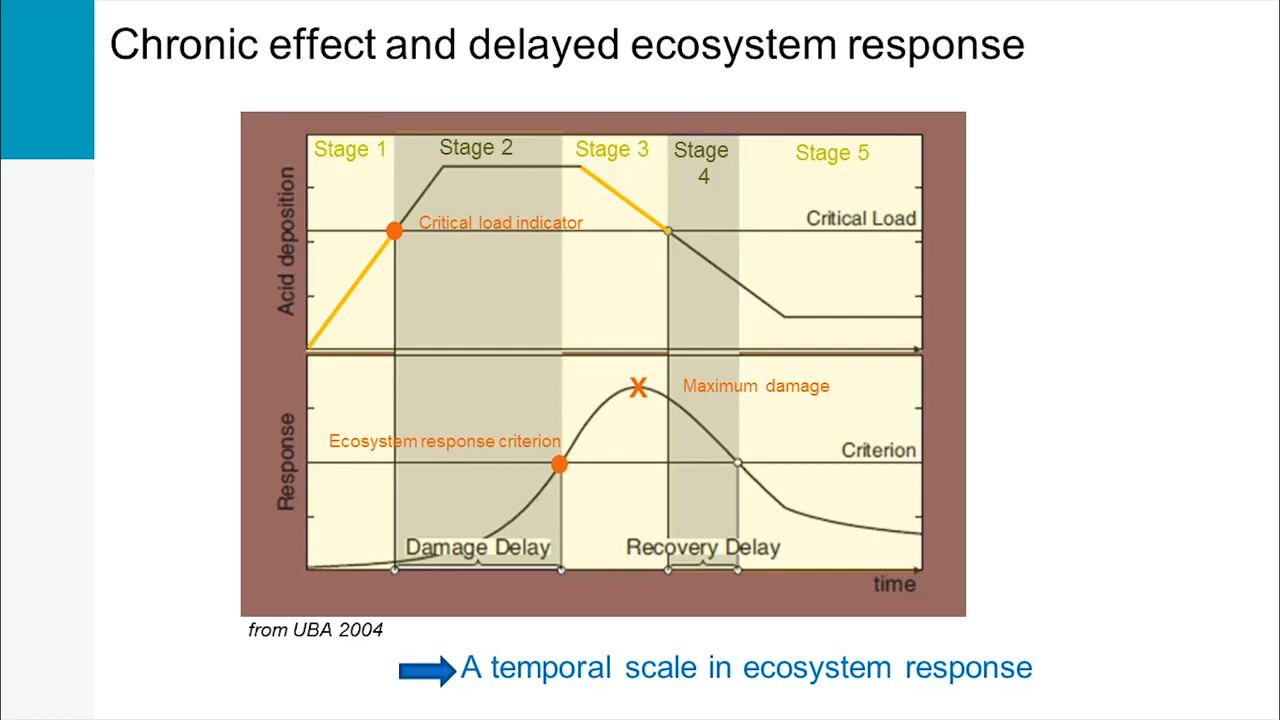 Chronic effect and delayed ecosystem response
Stage 1
Stage 2
Stage 3
Stage
4
Stage 5
Acid deposition
Critical load indicator
Critical Load
Maximum damage
Ecosystem response criterion
Criterion
Response
Damage Delay
Recovery Delay
time
from UBA 2004
A temporal scale in ecosystem response